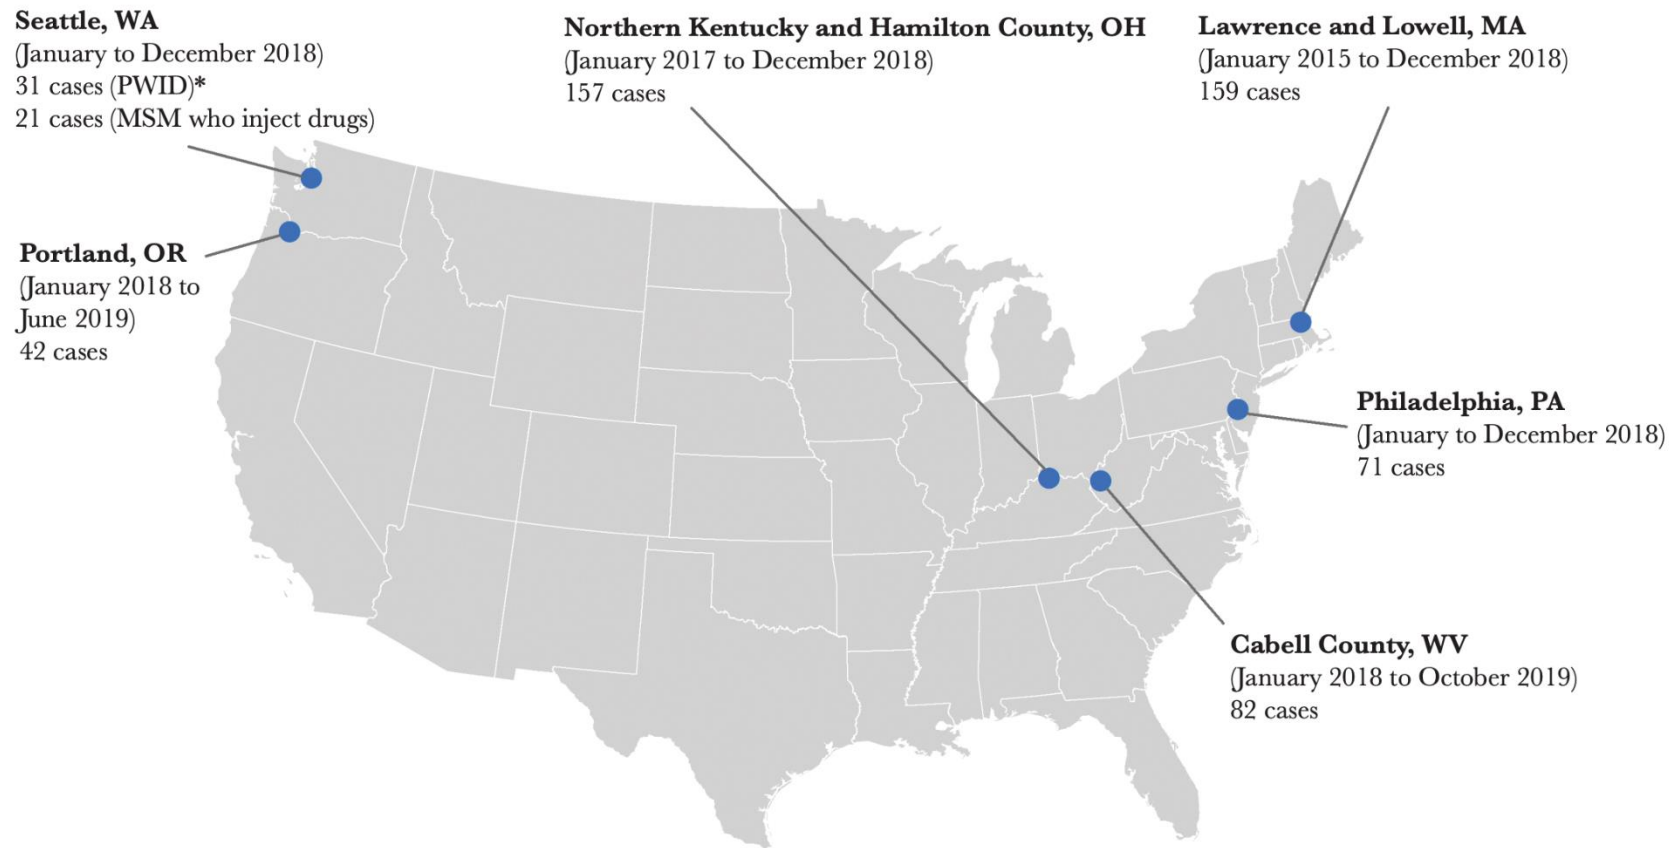 Seattle, WA
(January to December 2018)
31 cases (PWID)*
21 cases (MSM who inject drugs)
Northern Kentucky and Hamilton County, OH
(January 2017 to December 2018)
157 cases
Lawrence and Lowell, MA
(January 2015 to December 2018)
159 cases
Portland, OR
(January 2018 to
June 2019)
42 cases
Philadelphia, PA
(January to December 2018)
71 cases
Cabell County, WV
(January 2018 to October 2019)
82 cases